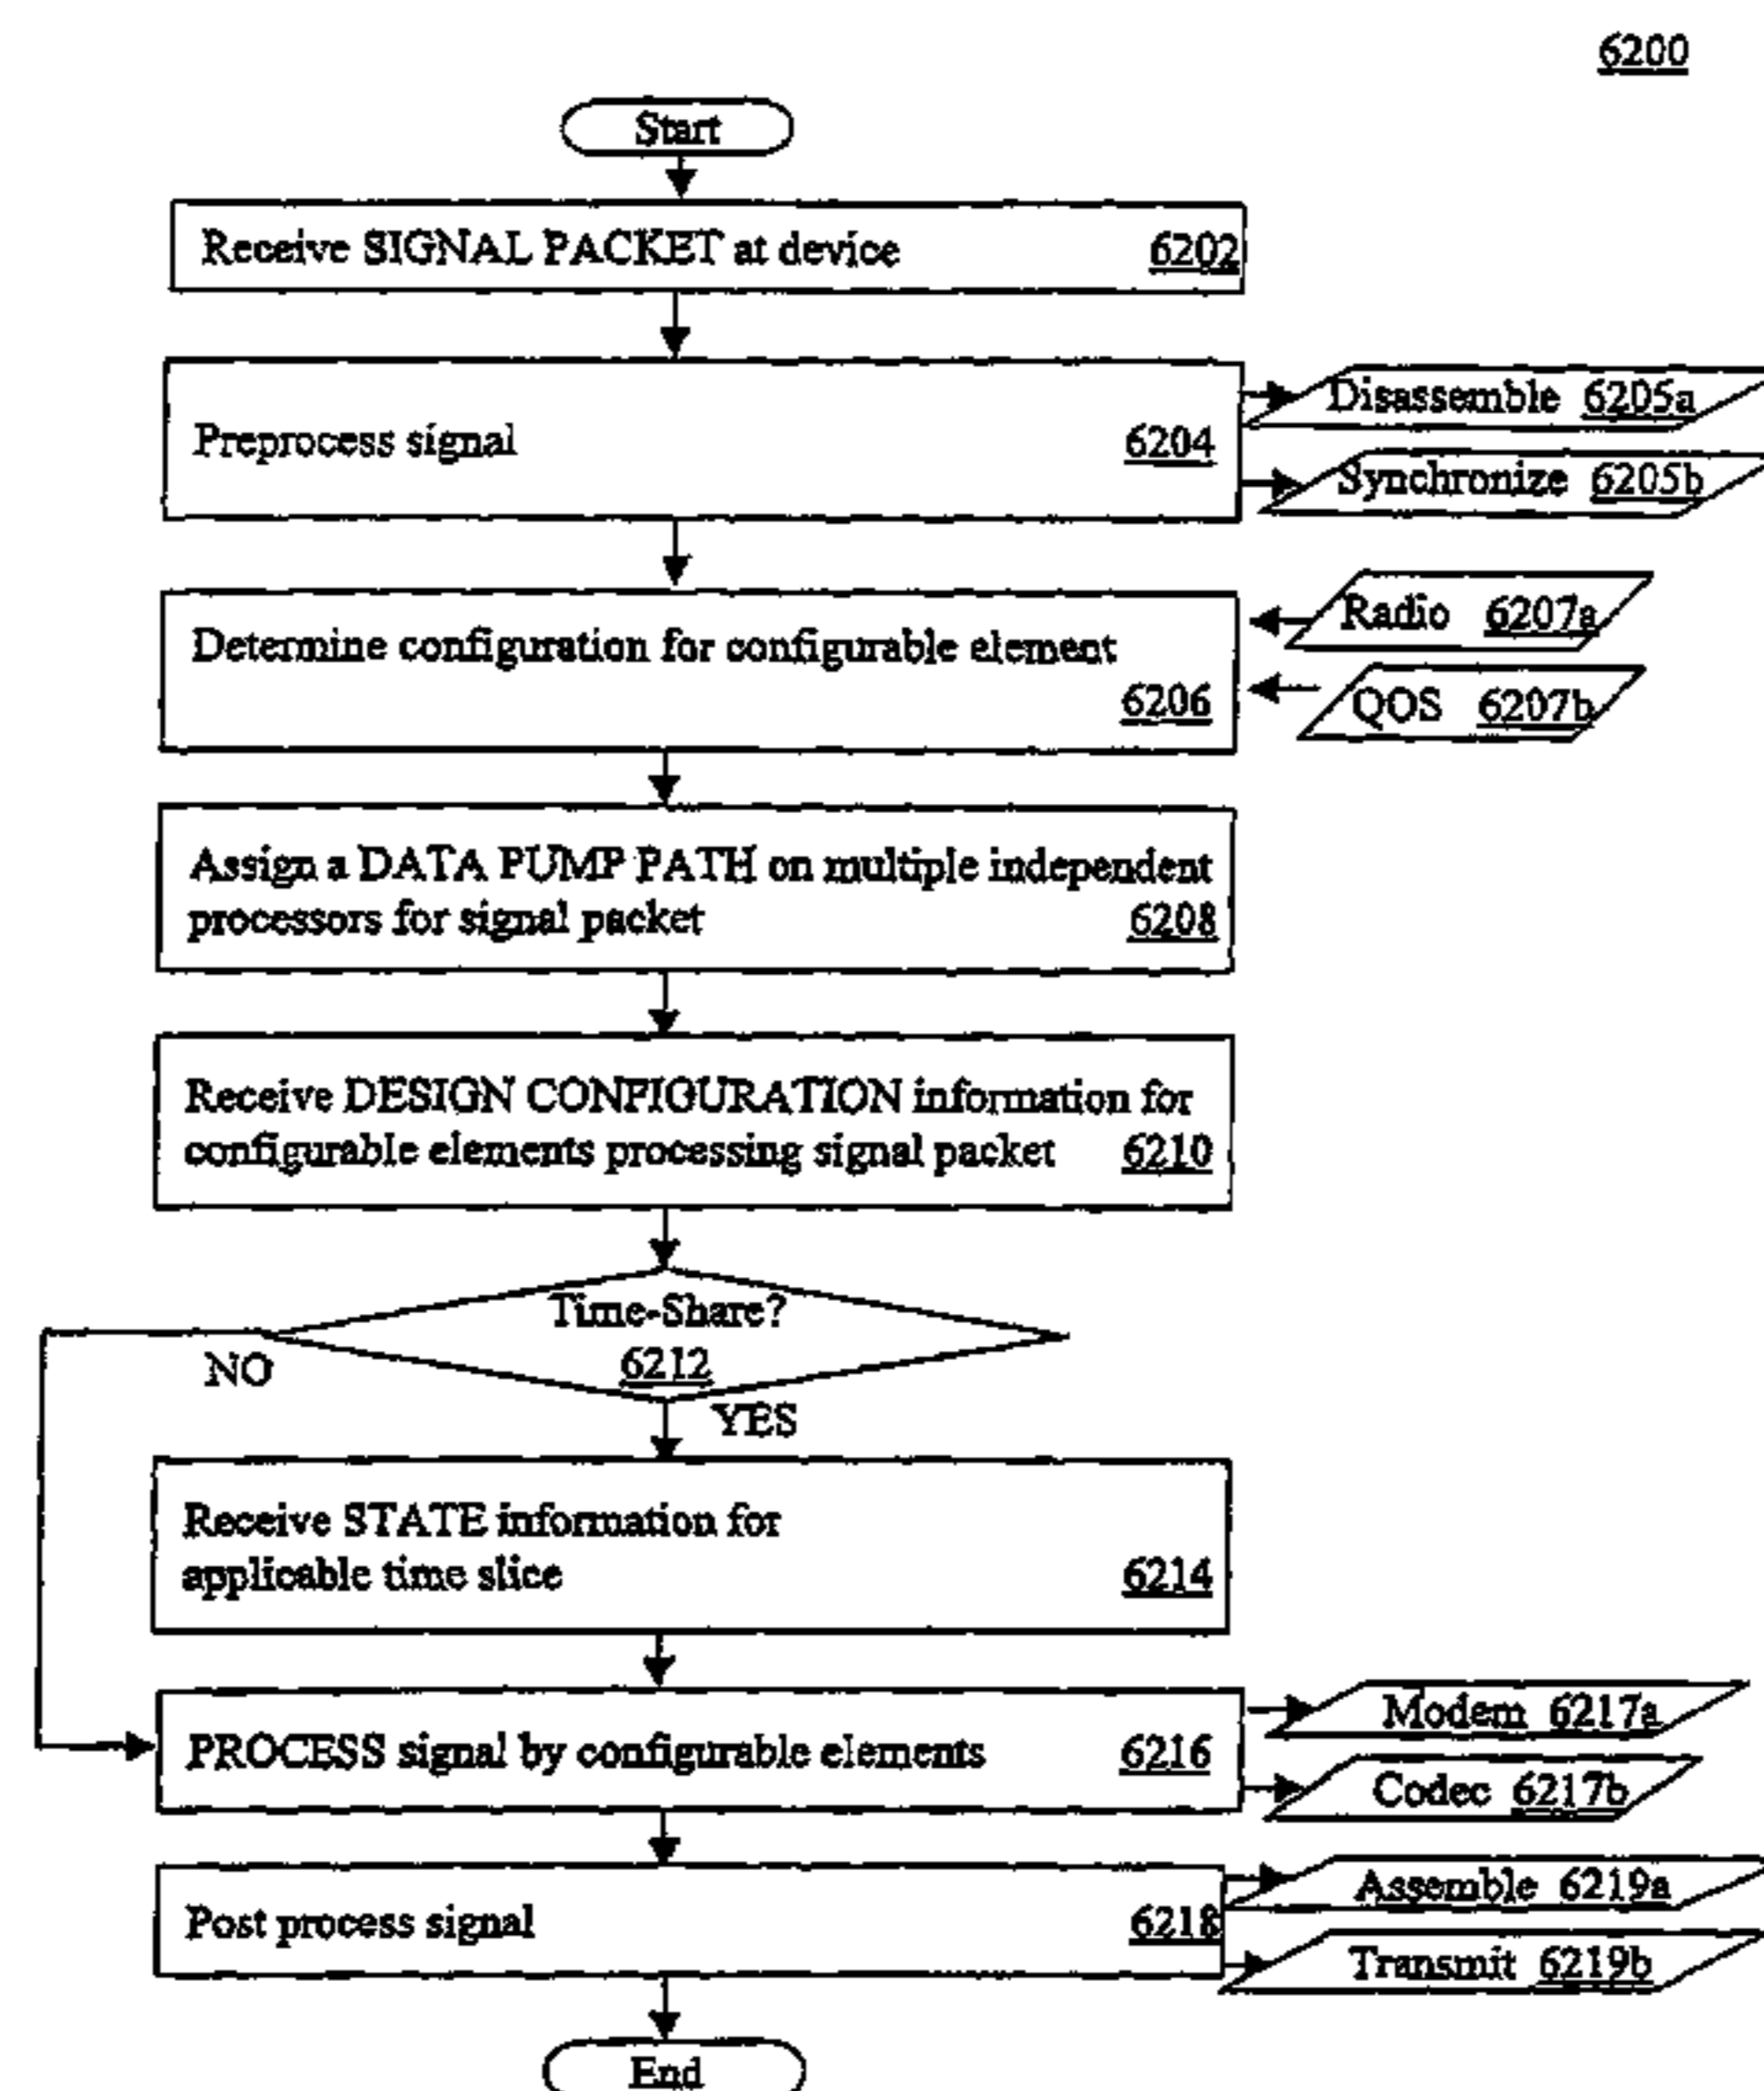 6200
Start
Receive SIGNAL PACKET at device 6202
Preprocess signal 6204
Disassemble 6205a
Synchronize 6205b
Determine configuration for configurable element
6206
Radio 6207a
QOS 6207b
Assign a DATA PUMP PATH on multiple independent
processors for signal packet 6208
Receive DESIGN CONFIGURATION information for
configurable elements processing signal packet 6210
Time-Share?
6212
NO
YES
Receive STATE information for
applicable time slice 6214
PROCESS signal by configurable elements 6216
Modem 6217a
Codec 6217b
Post process signal 6218
Assemble 6219a
Transmit 6219b
End